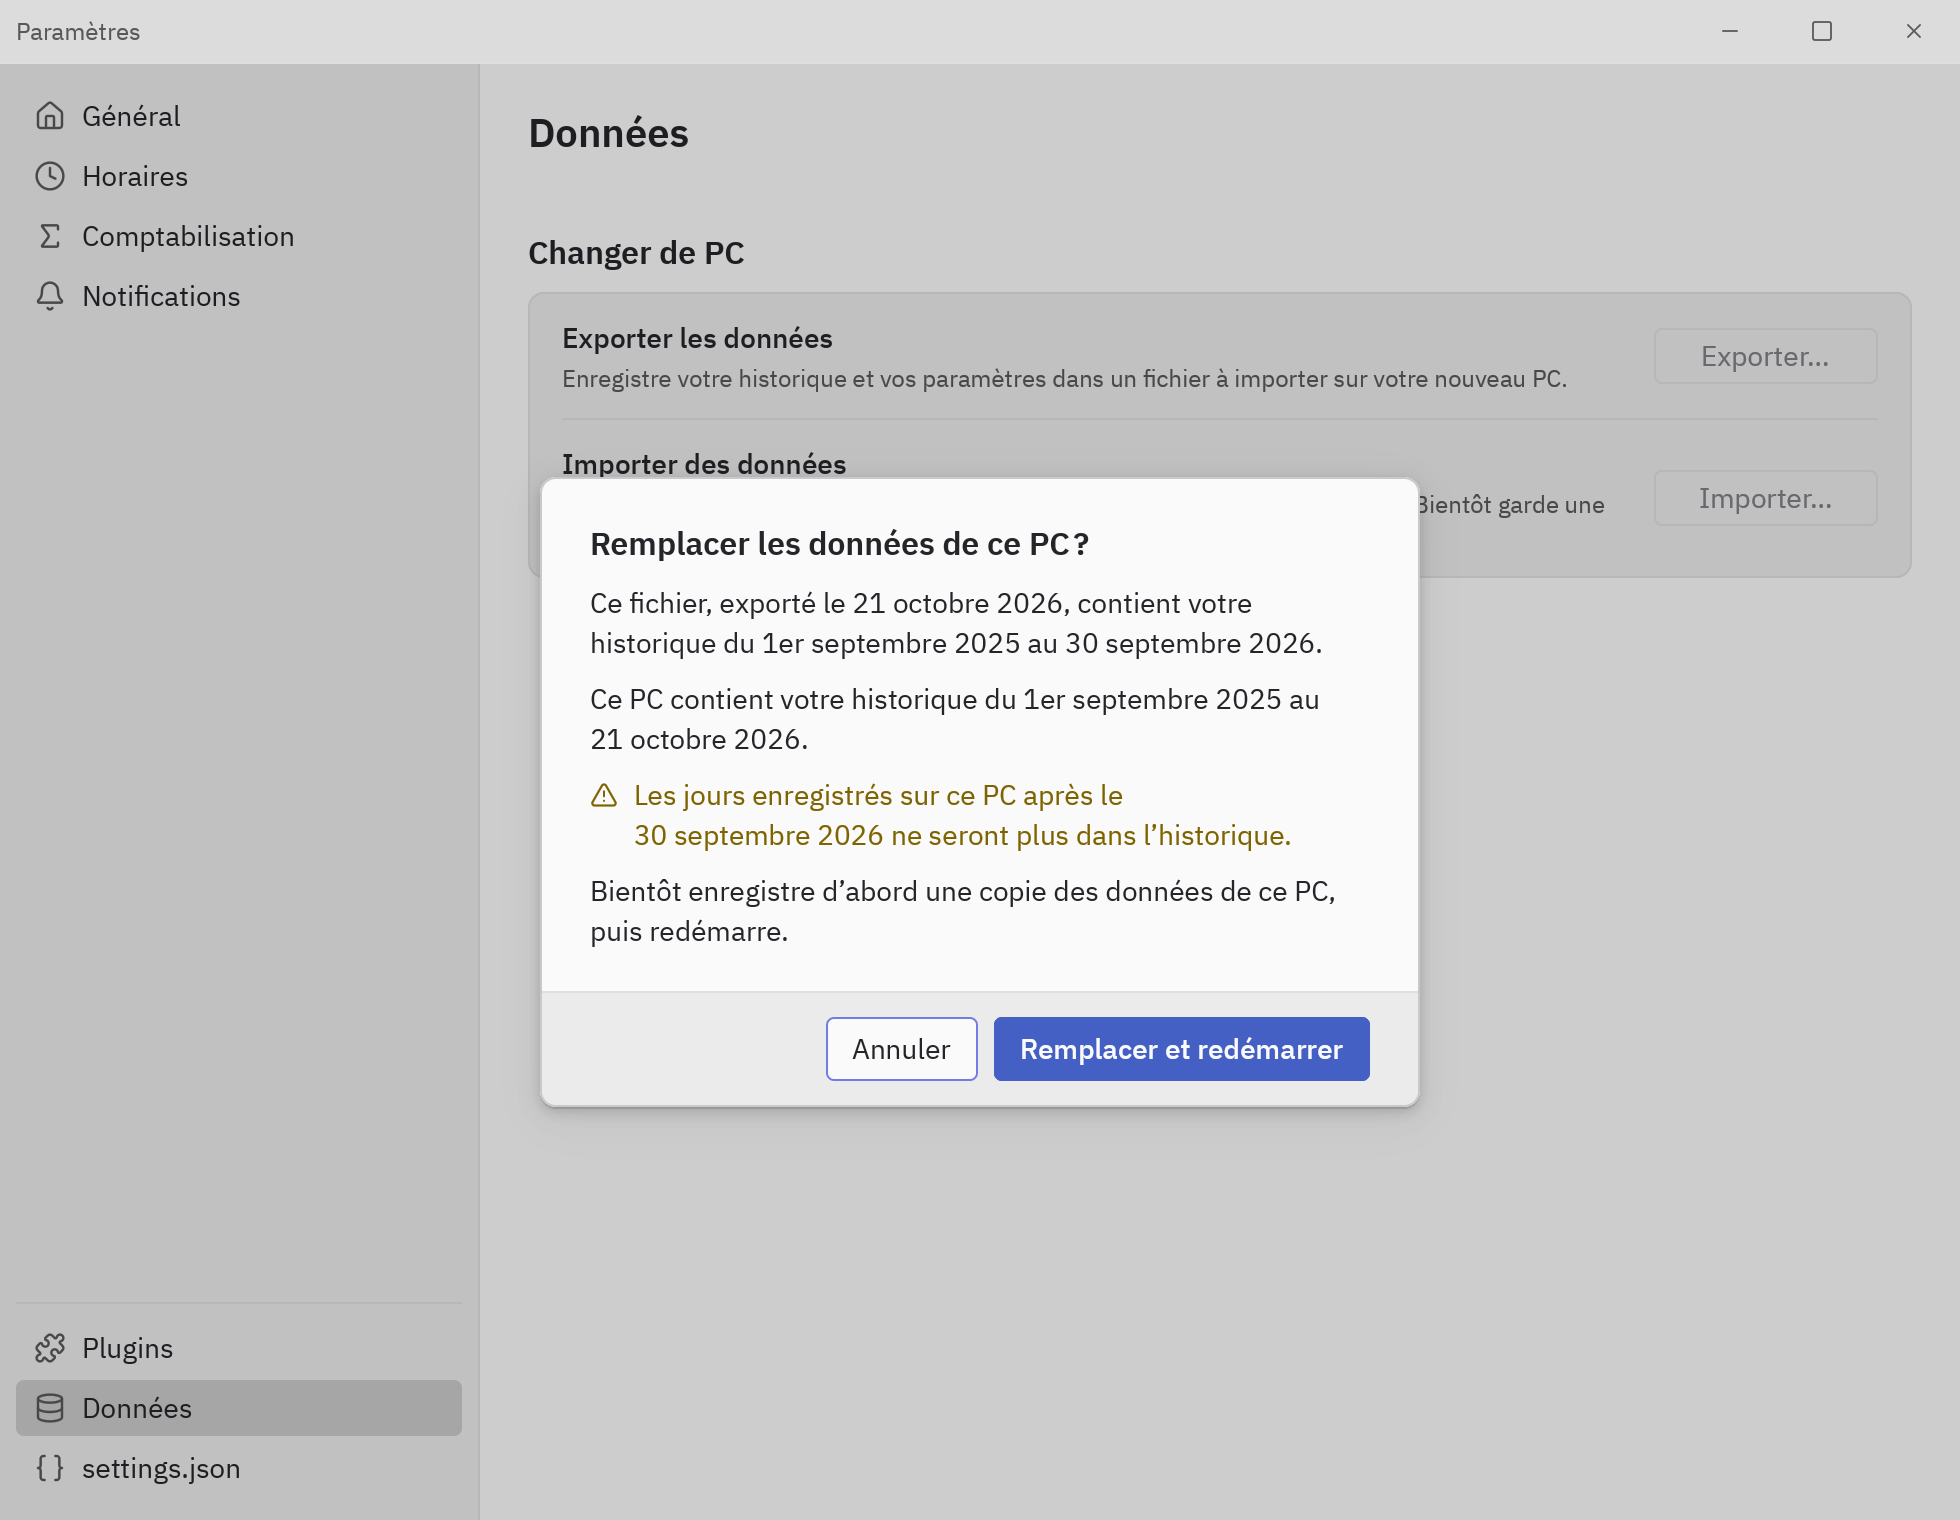 Paramètres
Général
Horaires
Comptabilisation
Notifications
Données
Changer de PC
Exporter les données
Enregistre votre historique et vos paramètres dans un fichier à importer sur votre nouveau PC.
Exporter…
Importer des données
Bientôt garde une
Importer…
Remplacer les données de ce PC ?
Ce fichier, exporté le 21 octobre 2026, contient votre
historique du 1er septembre 2025 au 30 septembre 2026.
Ce PC contient votre historique du 1er septembre 2025 au
21 octobre 2026.
Les jours enregistrés sur ce PC après le
30 septembre 2026 ne seront plus dans l’historique.
Bientôt enregistre d’abord une copie des données de ce PC,
puis redémarre.
Annuler
Remplacer et redémarrer
Plugins
Données
settings.json